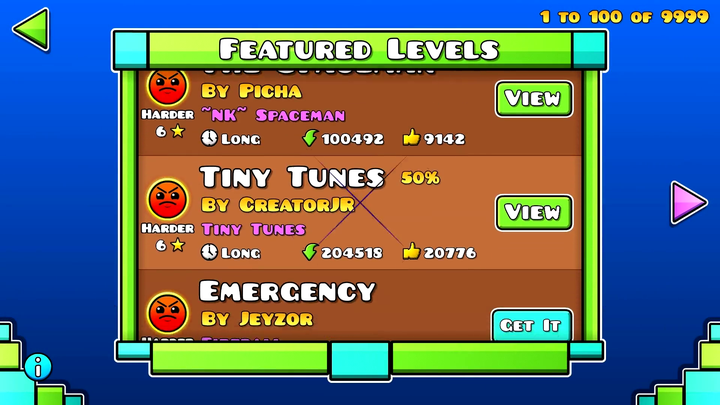 1 to 100 of 9999
Featured Levels
By Picha
View
Harder
~NK~ Spaceman
6
Long
100492
9142
Tiny Tunes
50%
By CreatorJR
View
Harder
Tiny Tunes
6
Long
204518
20776
Emergency
By Jeyzor
Get It
Harder
i